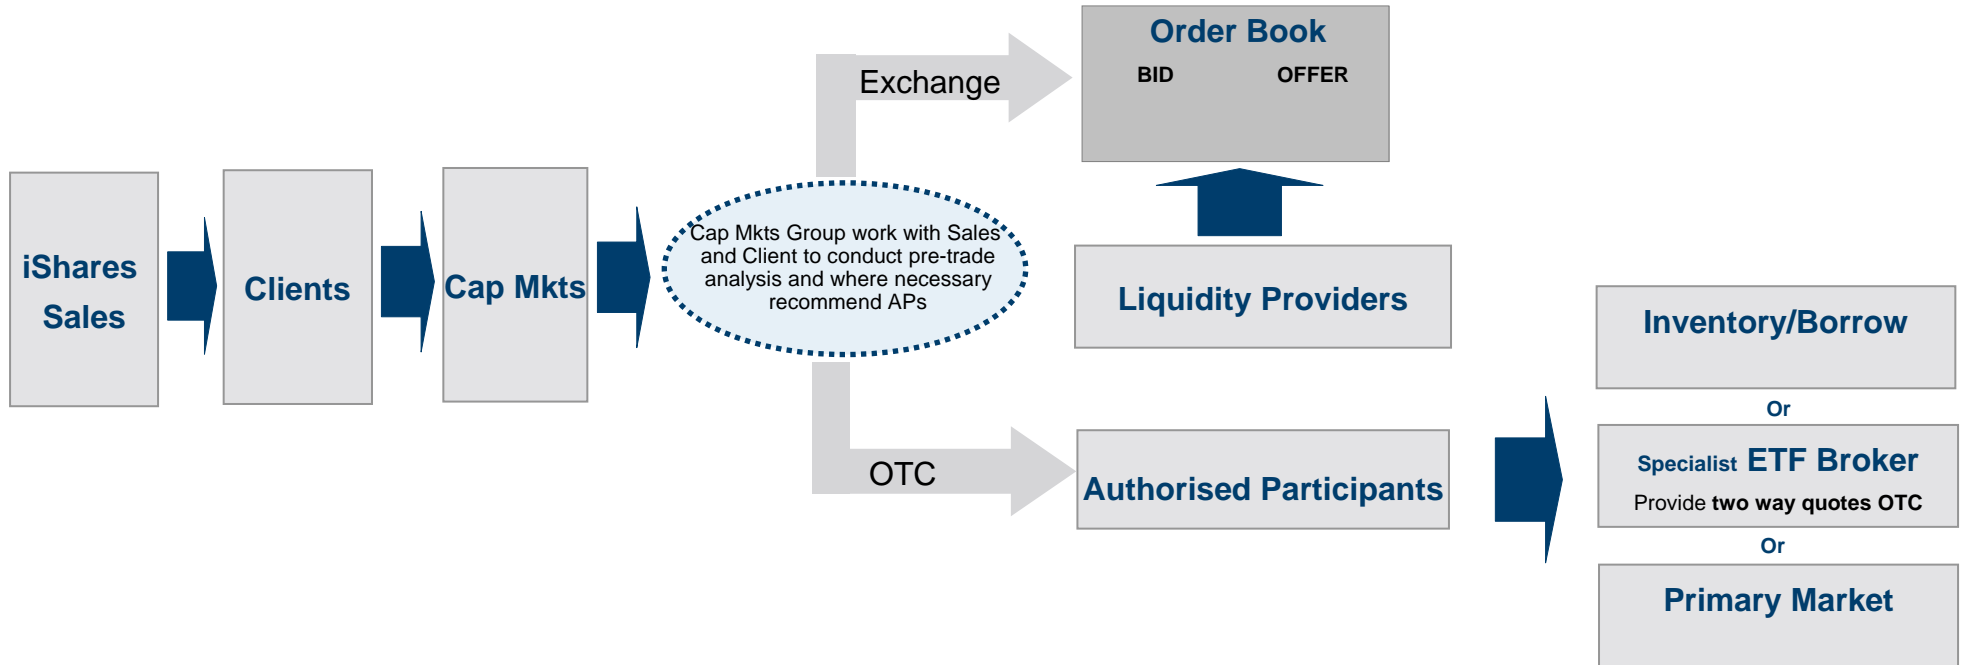 iShares
Sales
Clients
Cap Mkts
Cap Mkts Group work with Sales
and Client to conduct pre-trade
analysis and where necessary
recommend APs
Exchange
Order Book
BID OFFER
Liquidity Providers
OTC
Authorised Participants
Inventory/Borrow
Or
Specialist ETF Broker
Provide two way quotes OTC
Or
Primary Market